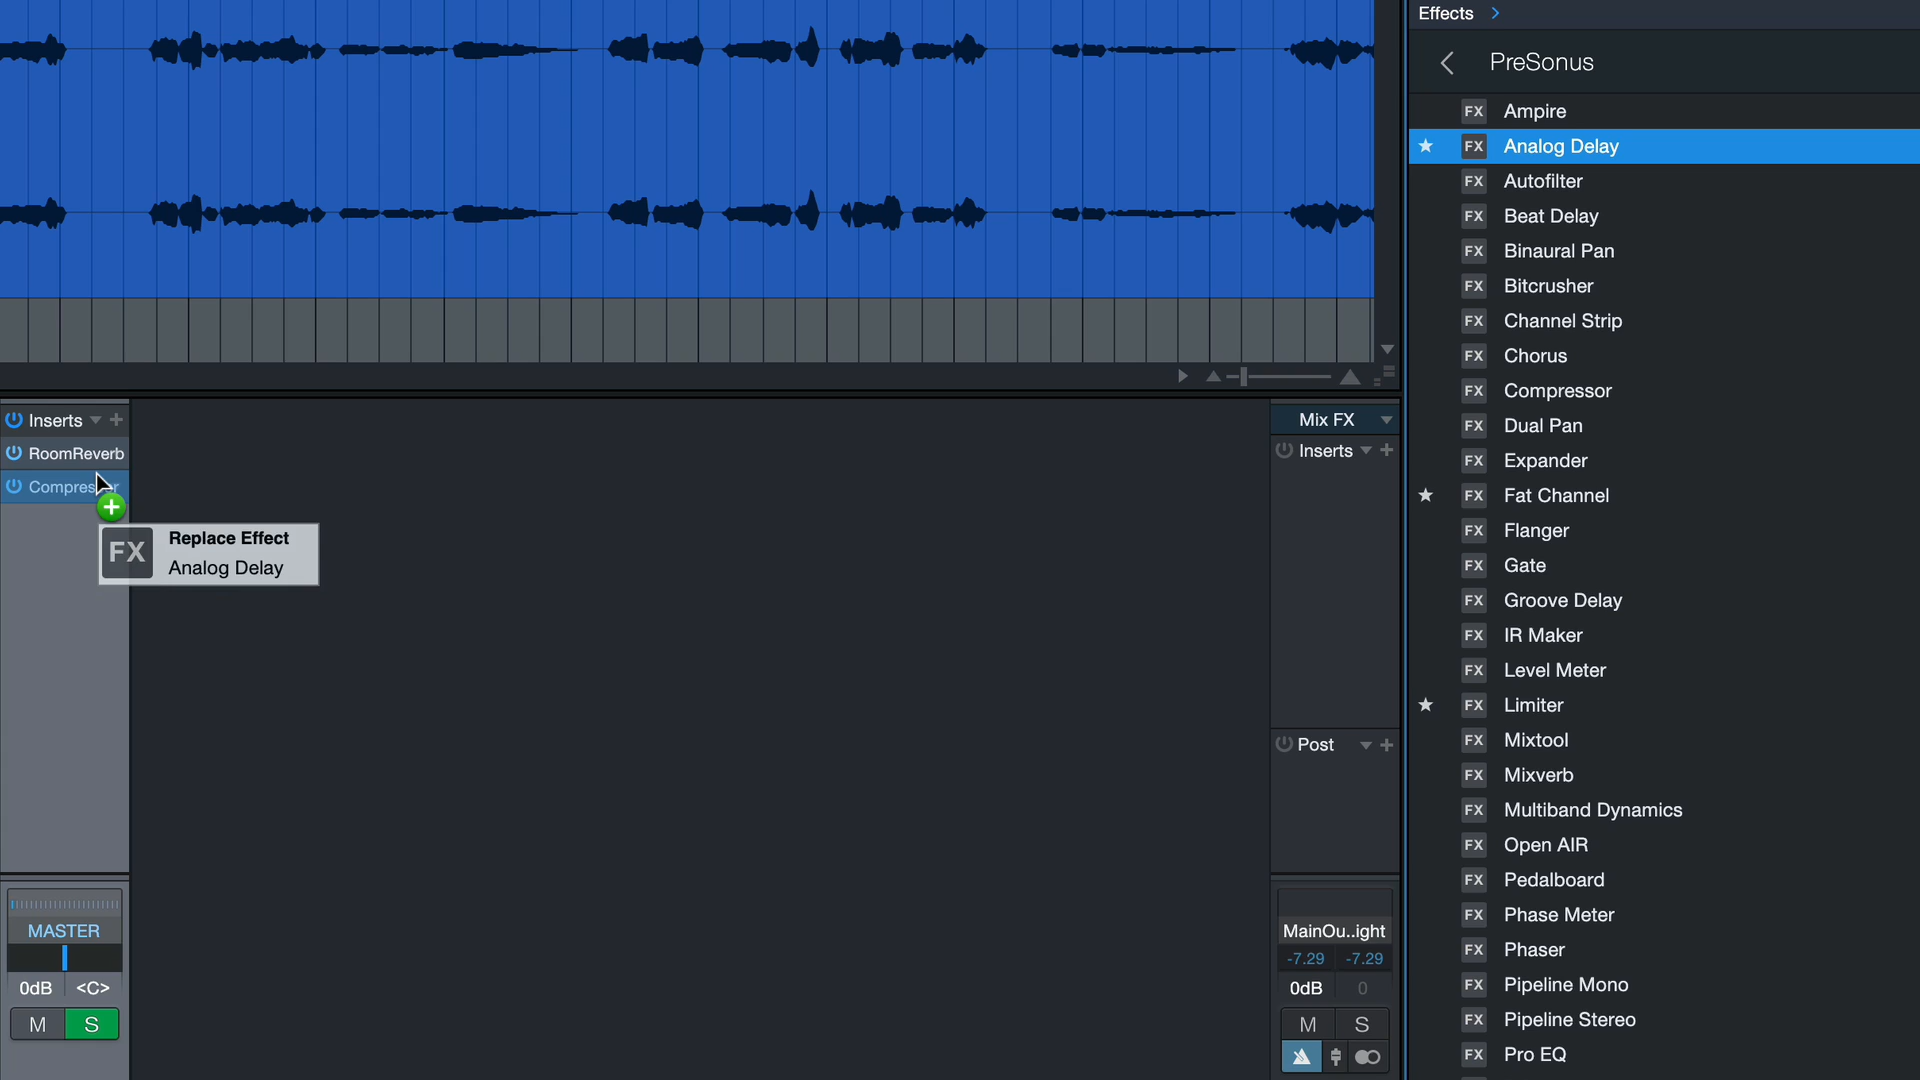 Effects
PreSonus
FX Ampire
FX Analog Delay
FX Autofilter
FX Beat Delay
FX Binaural Pan
FX Bitcrusher
FX Channel Strip
FX Chorus
FX Compressor
FX Dual Pan
FX Expander
FX Fat Channel
FX Flanger
FX Gate
FX Groove Delay
FX IR Maker
FX Level Meter
FX Limiter
FX Mixtool
FX Mixverb
FX Multiband Dynamics
FX Open AIR
FX Pedalboard
FX Phase Meter
FX Phaser
FX Pipeline Mono
FX Pipeline Stereo
FX Pro EQ
Inserts
RoomReverb
FX
Replace Effect
Analog Delay
MASTER
0dB <C>
M S
Mix FX
Inserts
Post
MainOu..ight
-7.29 -7.29
0dB 0
M S